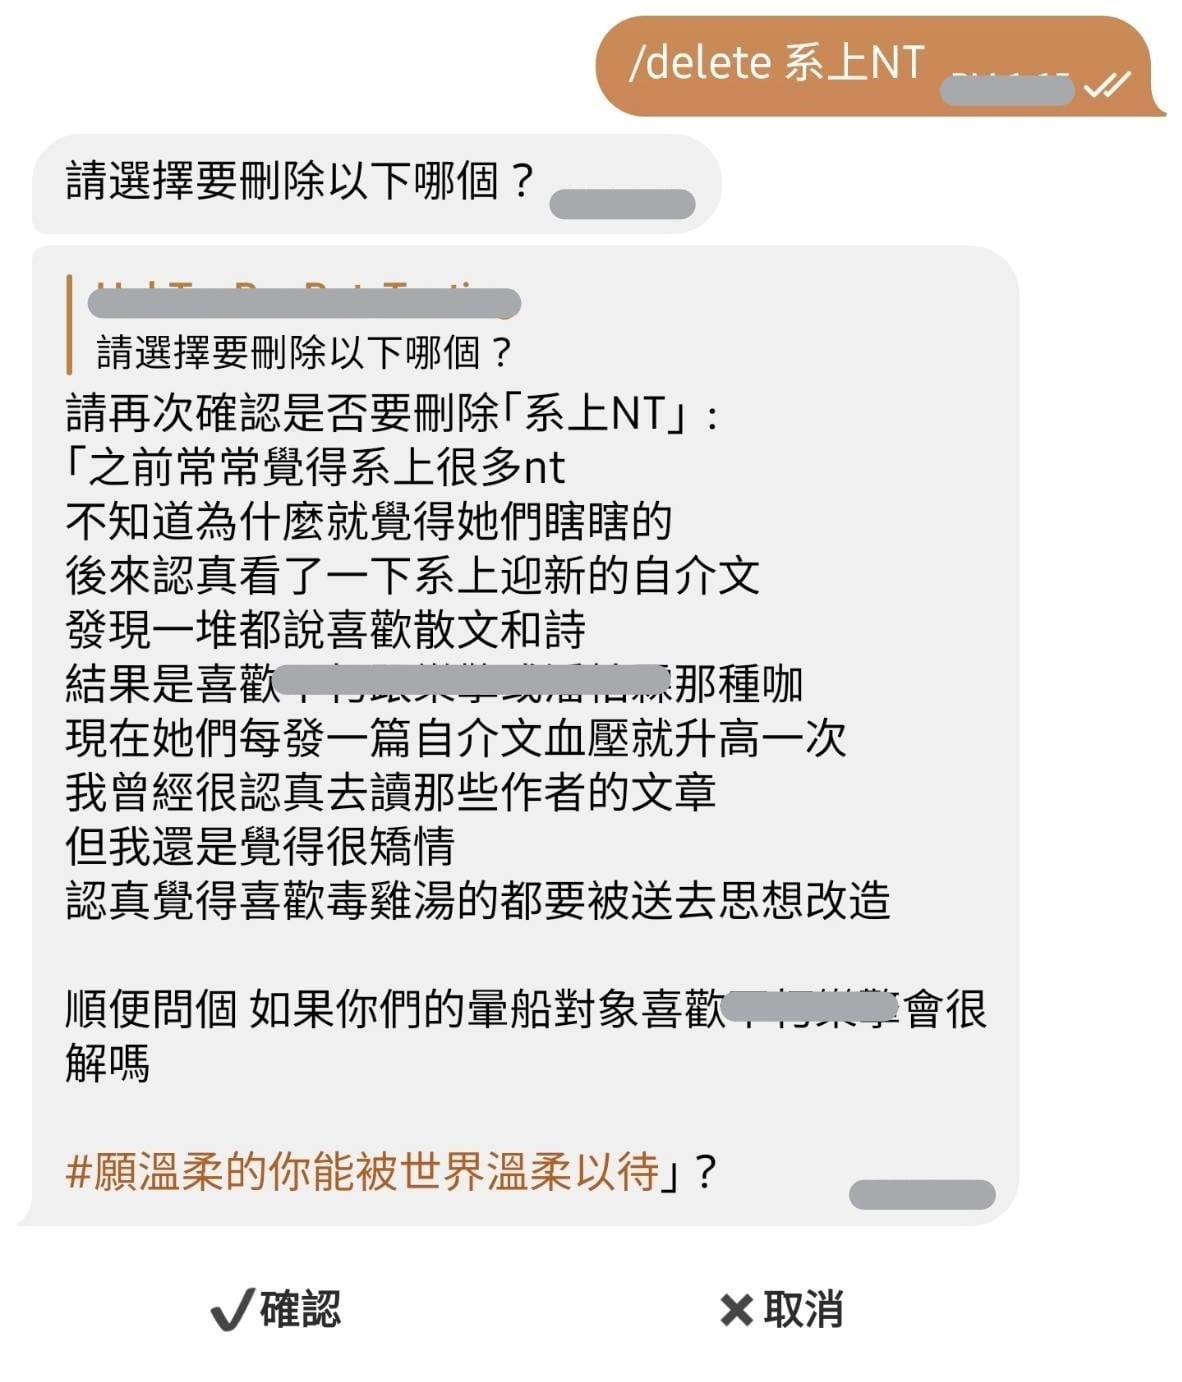 /delete 系上NT
請選擇要刪除以下哪個？
請選擇要刪除以下哪個？
請再次確認是否要刪除「系上NT」:
「之前常常覺得系上很多nt
不知道為什麼就覺得她們瞎瞎的
後來認真看了一下系上迎新的自介文
發現一堆都說喜歡散文和詩
結果是喜歡那種咖
現在她們每發一篇自介文血壓就升高一次
我曾經很認真去讀那些作者的文章
但我還是覺得很矯情
認真覺得喜歡毒雞湯的都要被送去思想改造
順便問個 如果你們的暈船對象喜歡會很
解嗎
#願溫柔的你能被世界溫柔以待」?
確認
取消